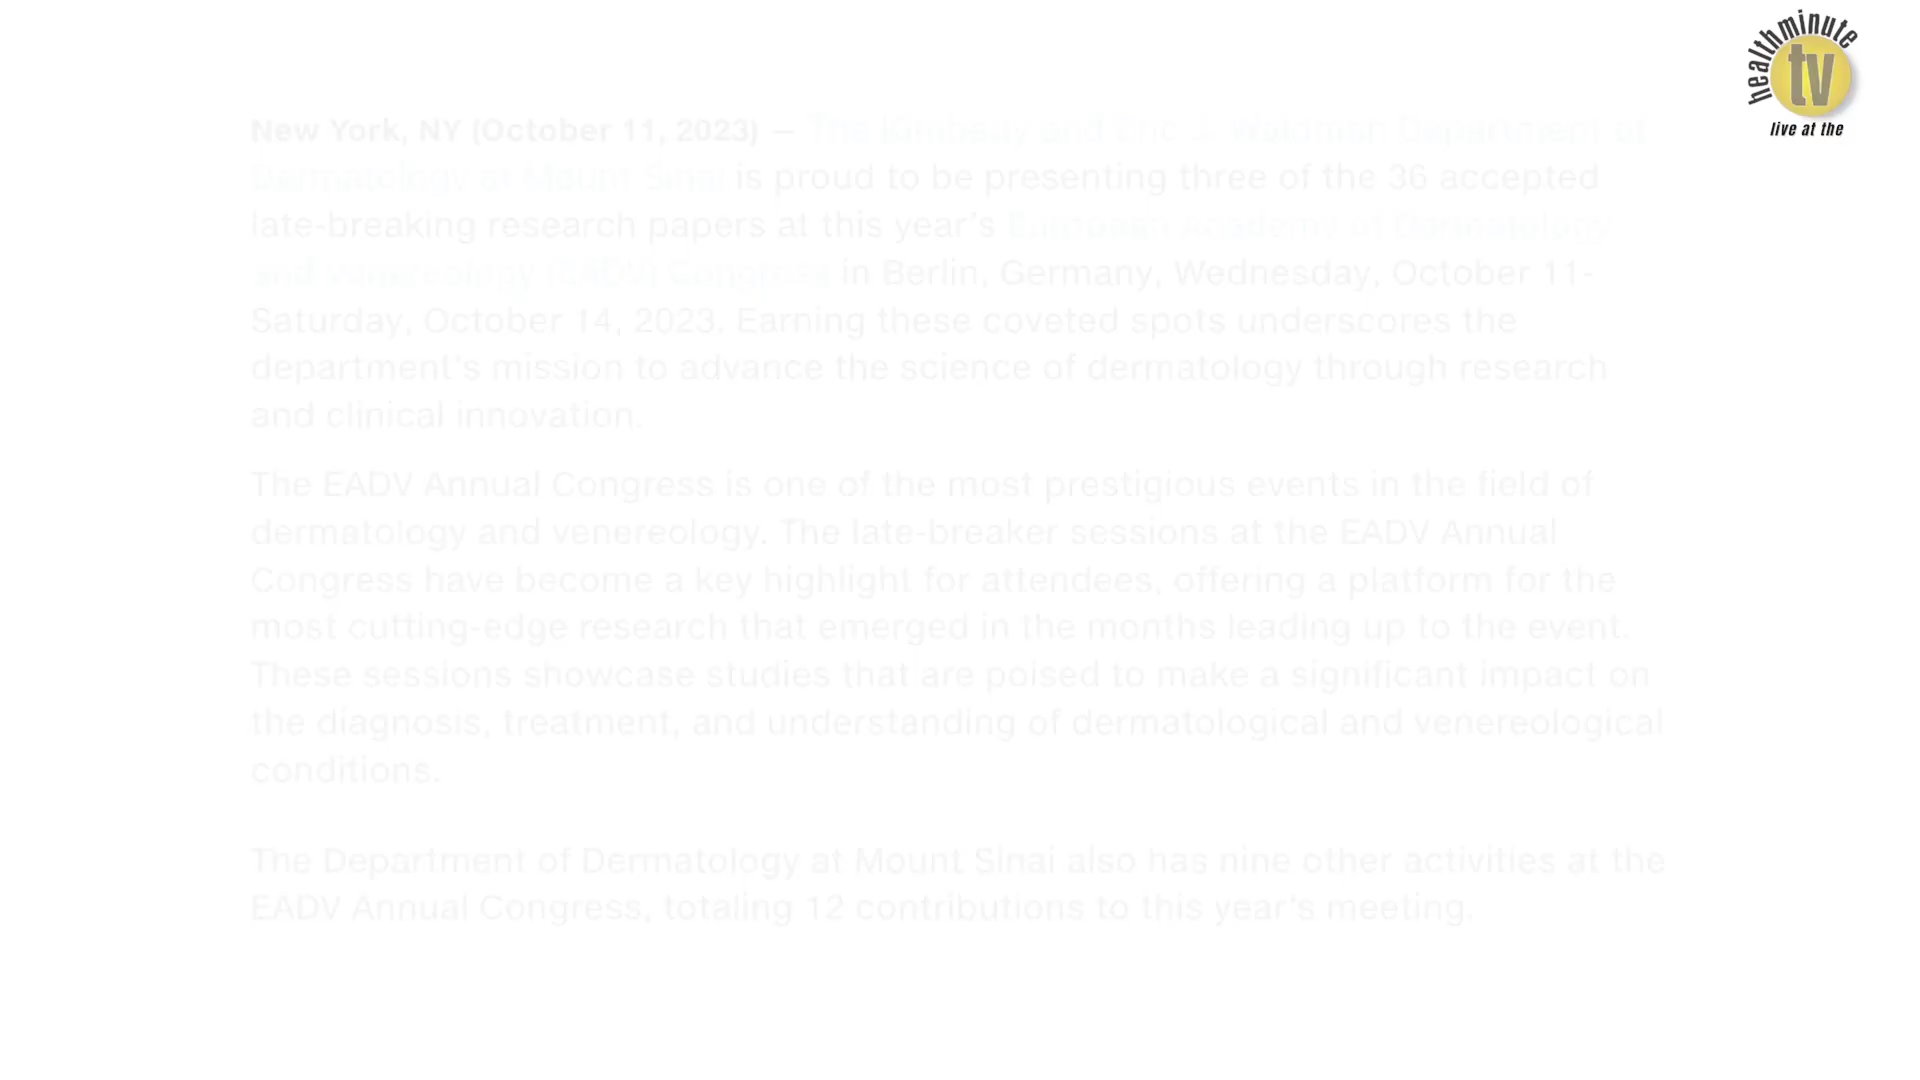 healthminute
tv
live at the
New York, NY (October 11, 2023) — The Kimberly and Eric J. Waldman Department of
Dermatology at Mount Sinai is proud to be presenting three of the 36 accepted
late-breaking research papers at this year's European Academy of Dermatology
and Venereology (EADV) Congress in Berlin, Germany, Wednesday, October 11-
Saturday, October 14, 2023. Earning these coveted spots underscores the
department's mission to advance the science of dermatology through research
and clinical innovation.
The EADV Annual Congress is one of the most prestigious events in the field of
dermatology and venereology. The late-breaker sessions at the EADV Annual
Congress have become a key highlight for attendees, offering a platform for the
most cutting-edge research that emerged in the months leading up to the event.
These sessions showcase studies that are poised to make a significant impact on
the diagnosis, treatment, and understanding of dermatological and venereological
conditions.
The Department of Dermatology at Mount Sinai also has nine other activities at the
EADV Annual Congress, totaling 12 contributions to this year's meeting.